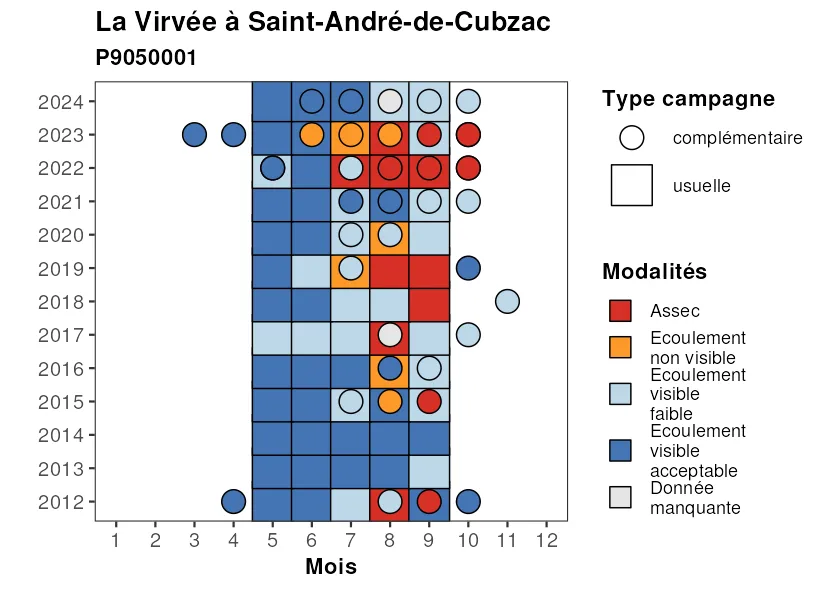 La Virvée à Saint-André-de-Cubzac
P9050001
2024
2023
2022
2021
2020
2019
2018
2017
2016
2015
2014
2013
2012
1 2 3 4 5 6 7 8 9 10 11 12
Mois
Type campagne
complémentaire
usuelle
Modalités
Assec
Ecoulement
non visible
Ecoulement
visible
faible
Ecoulement
visible
acceptable
Donnée
manquante